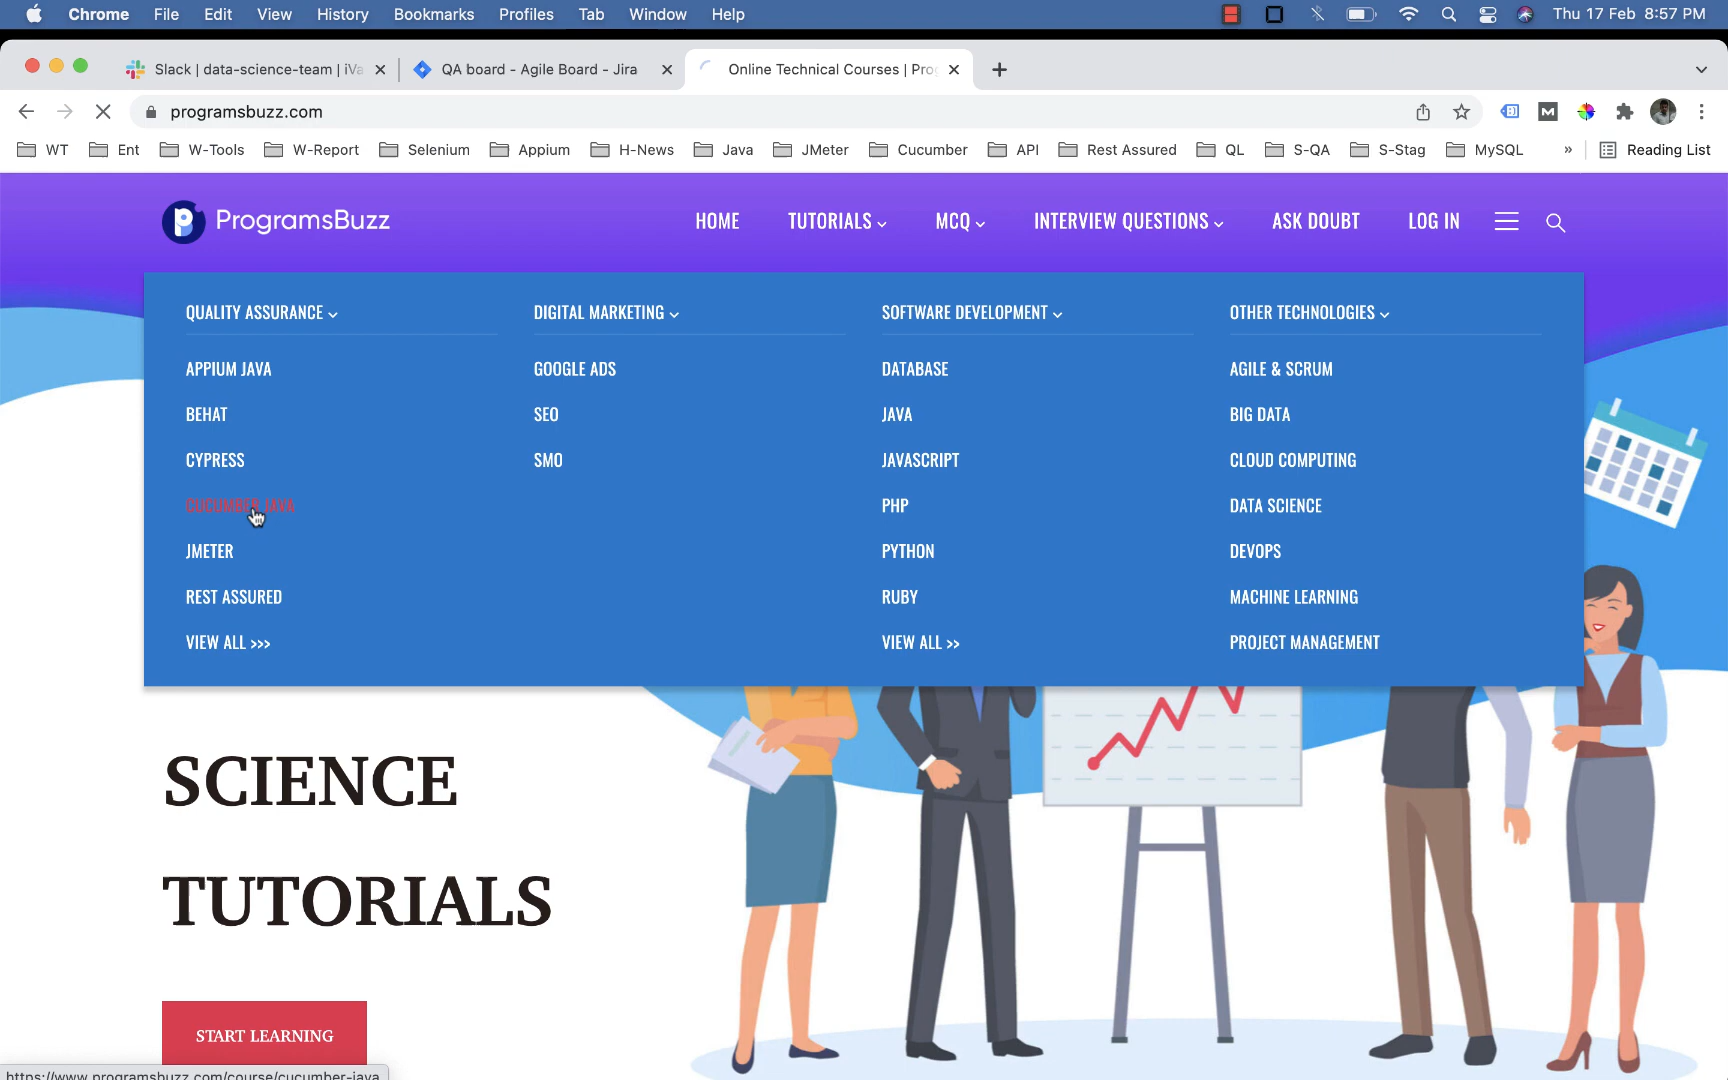 Chrome File Edit View History Bookmarks Profiles Tab Window Help Thu 17 Feb 8:57 PM
Slack | data-science-team | iVa QA board - Agile Board - Jira Online Technical Courses | Prog
programsbuzz.com
WT Ent W-Tools W-Report Selenium Appium H-News Java JMeter Cucumber API Rest Assured QL S-QA S-Stag MySQL » Reading List
ProgramsBuzz HOME TUTORIALS MCQ INTERVIEW QUESTIONS ASK DOUBT LOG IN
QUALITY ASSURANCE DIGITAL MARKETING SOFTWARE DEVELOPMENT OTHER TECHNOLOGIES
APPIUM JAVA GOOGLE ADS DATABASE AGILE & SCRUM
BEHAT SEO JAVA BIG DATA
CYPRESS SMO JAVASCRIPT CLOUD COMPUTING
CUCUMBER JAVA PHP DATA SCIENCE
JMETER PYTHON DEVOPS
REST ASSURED RUBY MACHINE LEARNING
VIEW ALL >>> VIEW ALL >> PROJECT MANAGEMENT
SCIENCE
TUTORIALS
START LEARNING
https://www.programsbuzz.com/course/cucumber-java